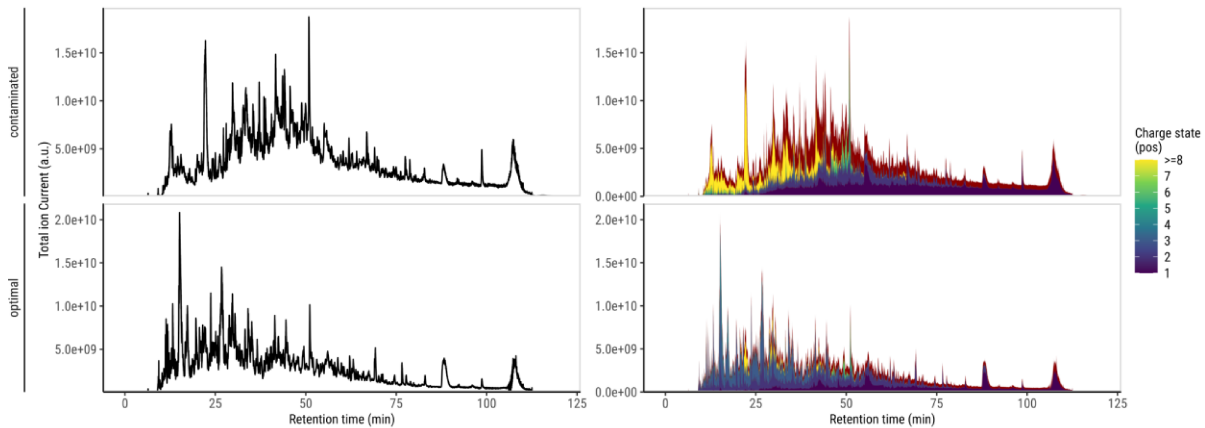 contaminated
optimal
Total ion Current (a.u.)
1.5e+10
1.0e+10
5.0e+09
2.0e+10
1.5e+10
1.0e+10
5.0e+09
0
25
50
75
100
125
Retention time (min)
1.5e+10
1.0e+10
5.0e+09
0.0e+00
2.0e+10
1.5e+10
1.0e+10
5.0e+09
0.0e+00
0
25
50
75
100
125
Retention time (min)
Charge state
(pos)
>=8
7
6
5
4
3
2
1